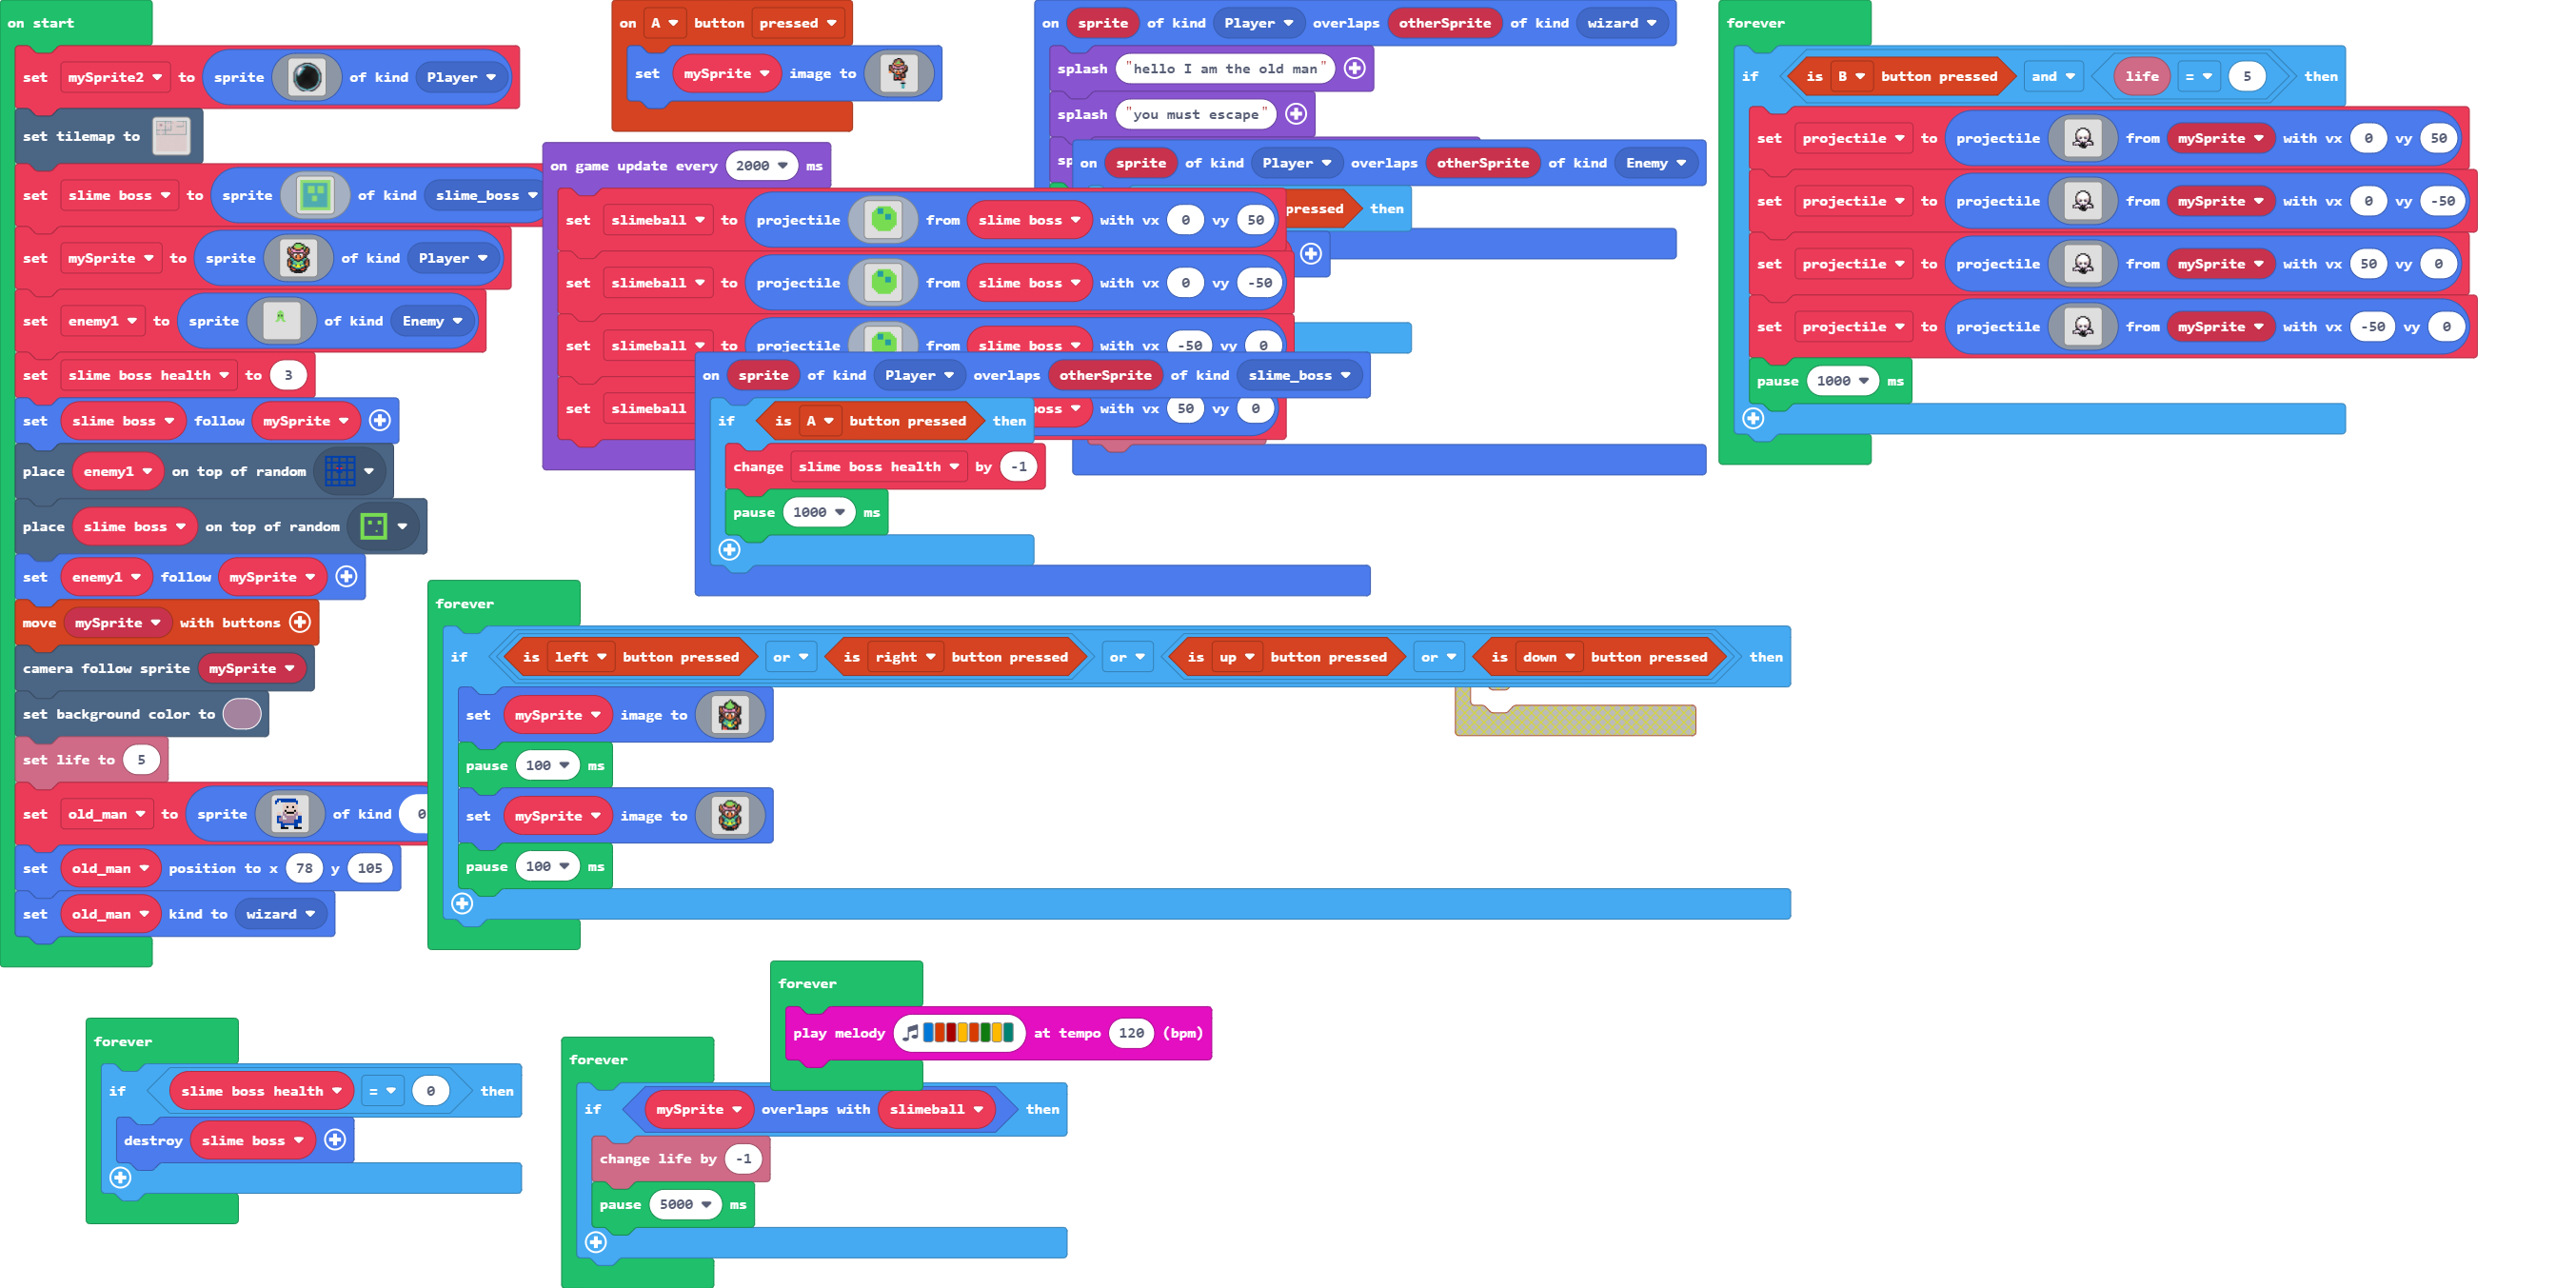 on start
set mySprite2 to sprite of kind Player
set tilemap to
set slime boss to sprite of kind slime_boss
set mySprite to sprite of kind Player
set enemy1 to sprite of kind Enemy
set slime boss health to 3
set slime boss follow mySprite
place enemy1 on top of random
place slime boss on top of random
set enemy1 follow mySprite
move mySprite with buttons
camera follow sprite mySprite
set background color to
set life to 5
set old_man to sprite of kind 0
set old_man position to x 78 y 105
set old_man kind to wizard
on A button pressed
set mySprite image to
on game update every 2000 ms
set slimeball to projectile from slime boss with vx 0 vy 50
set slimeball to projectile from slime boss with vx 0 vy -50
set slimeball to projectile from slime boss with vx -50 vy 0
set slimeball boss with vx 50 vy 0
on sprite of kind Player overlaps otherSprite of kind wizard
splash "hello I am the old man"
splash "you must escape"
sp
on sprite of kind Player overlaps otherSprite of kind Enemy
pressed then
on sprite of kind Player overlaps otherSprite of kind slime_boss
if is A button pressed then
change slime boss health by -1
pause 1000 ms
forever
if is B button pressed and life = 5 then
set projectile to projectile from mySprite with vx 0 vy 50
set projectile to projectile from mySprite with vx 0 vy -50
set projectile to projectile from mySprite with vx 50 vy 0
set projectile to projectile from mySprite with vx -50 vy 0
pause 1000 ms
forever
if is left button pressed or is right button pressed or is up button pressed or is down button pressed then
set mySprite image to
pause 100 ms
set mySprite image to
pause 100 ms
forever
if slime boss health = 0 then
destroy slime boss
forever
play melody at tempo 120 (bpm)
forever
if mySprite overlaps with slimeball then
change life by -1
pause 5000 ms